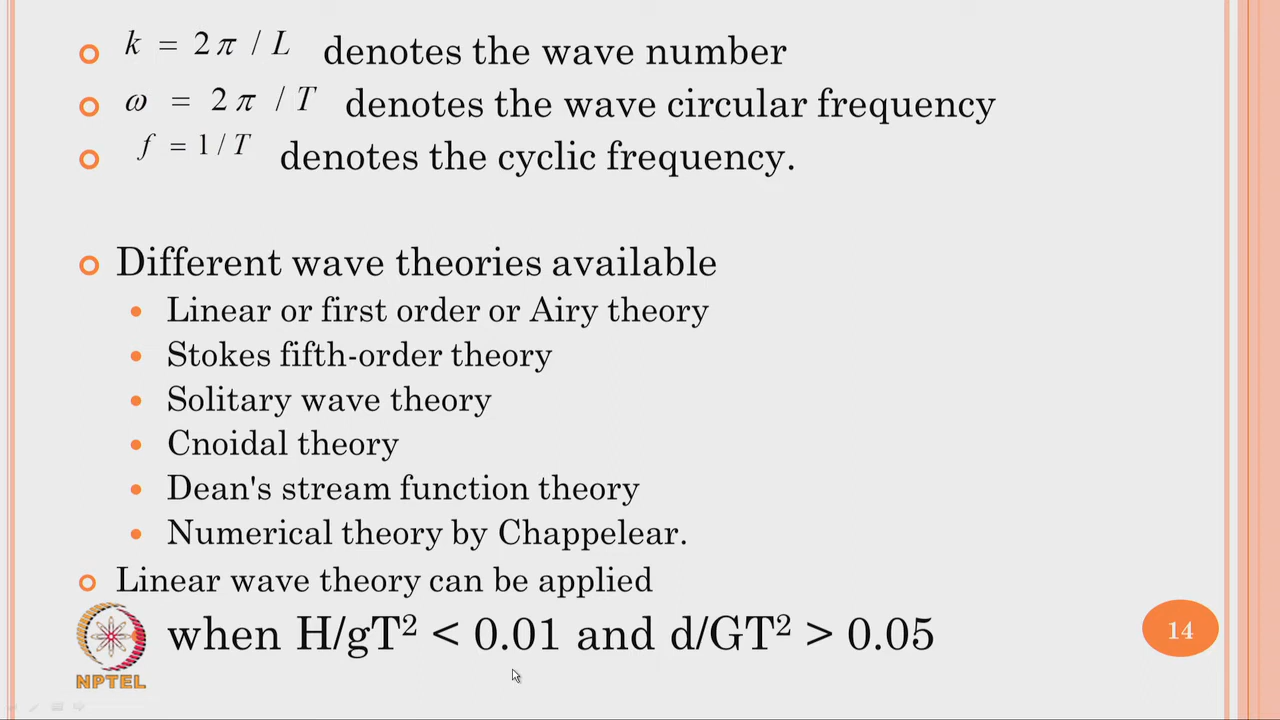 k = 2π / L denotes the wave number
ω = 2π / T denotes the wave circular frequency
f = 1 / T denotes the cyclic frequency.
Different wave theories available
Linear or first order or Airy theory
Stokes fifth-order theory
Solitary wave theory
Cnoidal theory
Dean's stream function theory
Numerical theory by Chappelear.
Linear wave theory can be applied
when H/gT² < 0.01 and d/GT² > 0.05
14
NPTEL